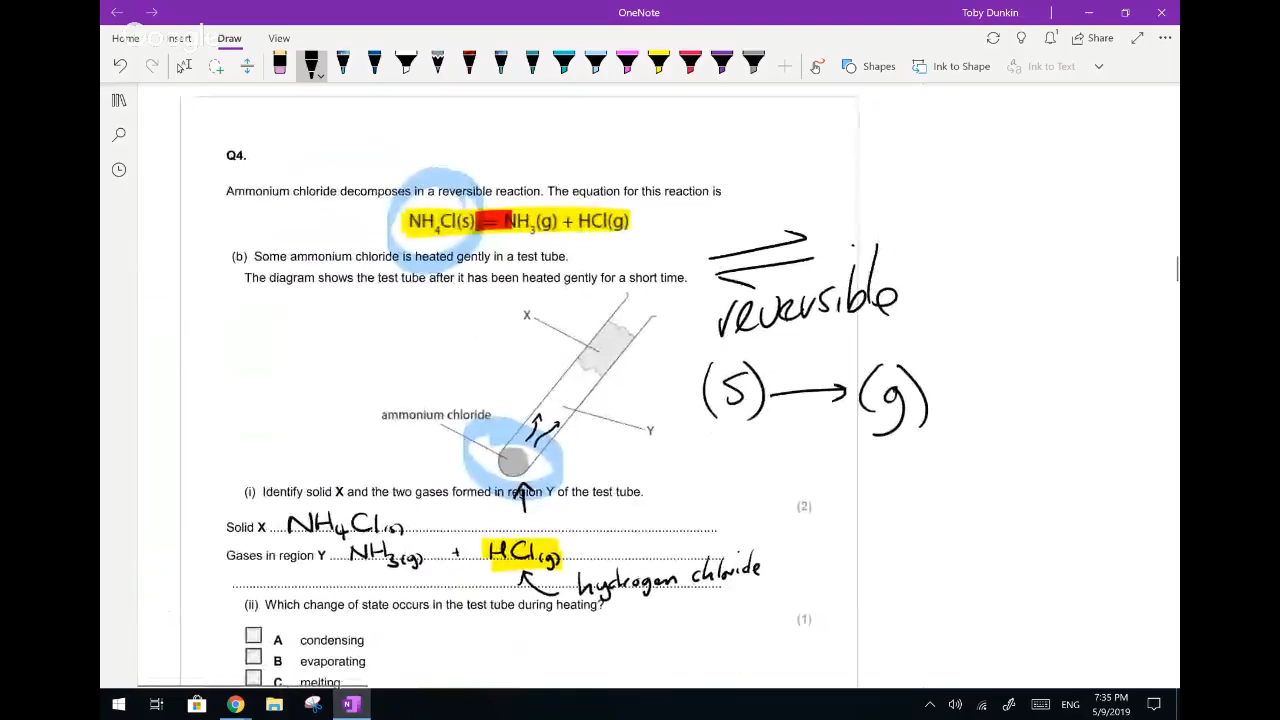 OneNote
Toby Dunkin
Google
Home
Draw
View
Share
Shapes
Ink to Shape
Ink to Text
Q4.
Ammonium chloride decomposes in a reversible reaction. The equation for this reaction is
NH₄Cl(s) = NH₃(g) + HCl(g)
(b) Some ammonium chloride is heated gently in a test tube.
The diagram shows the test tube after it has been heated gently for a short time.
reversible
X
(s) → (g)
ammonium chloride
Y
(i) Identify solid X and the two gases formed in region Y of the test tube.
(2)
Solid X NH₄Cl(s)
Gases in region Y NH₃(g) + HCl(g)
hydrogen chloride
(ii) Which change of state occurs in the test tube during heating?
(1)
A condensing
B evaporating
C melting
ENG
7:35 PM
5/9/2019